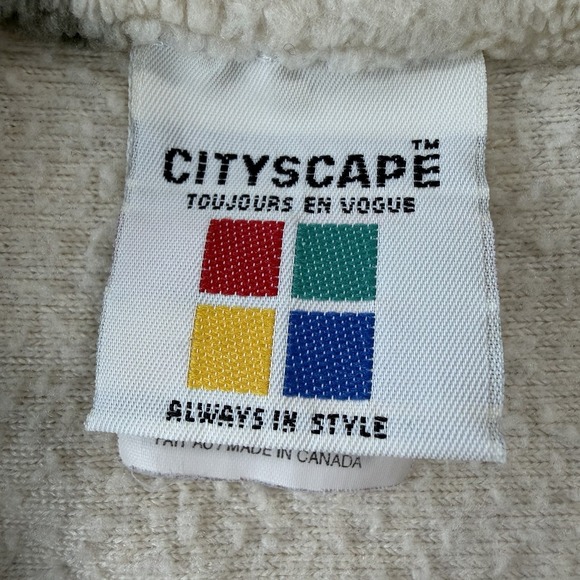 CITYSCAPE™
TOUJOURS EN VOGUE
ALWAYS IN STYLE
FAIT AU / MADE IN CANADA